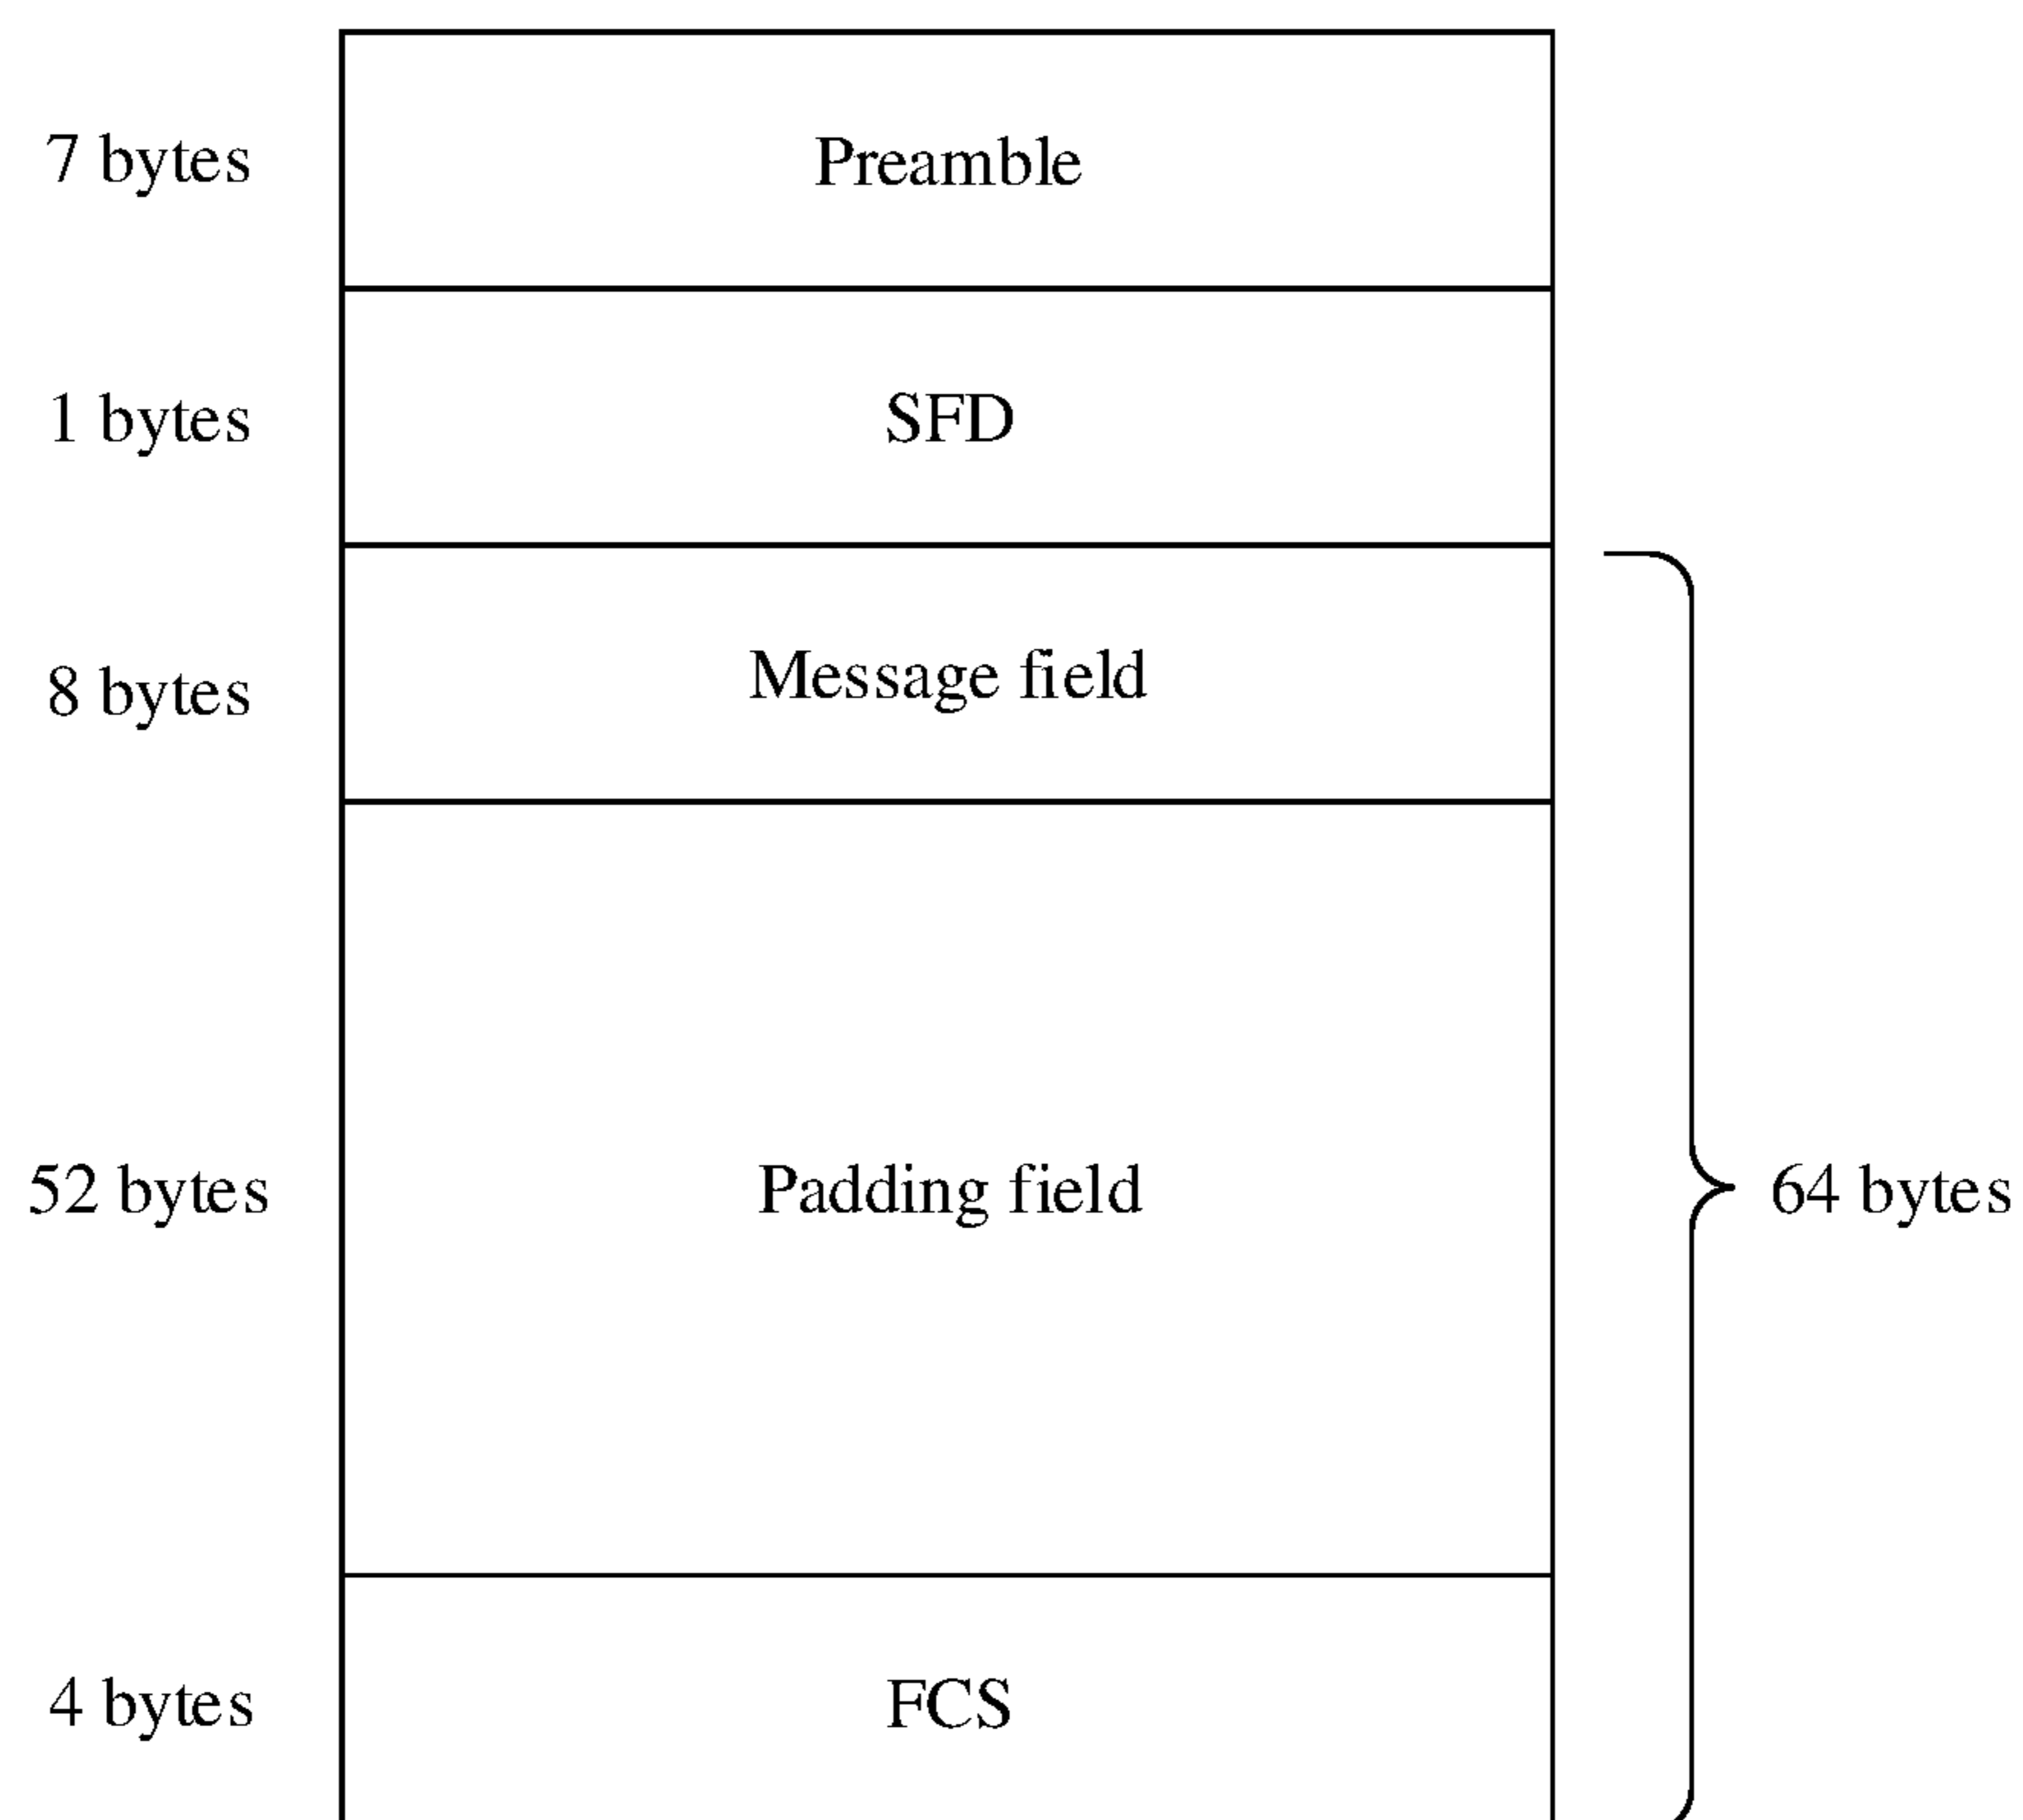 7 bytes
Preamble
1 bytes
SFD
8 bytes
Message field
52 bytes
Padding field
64 bytes
4 bytes
FCS